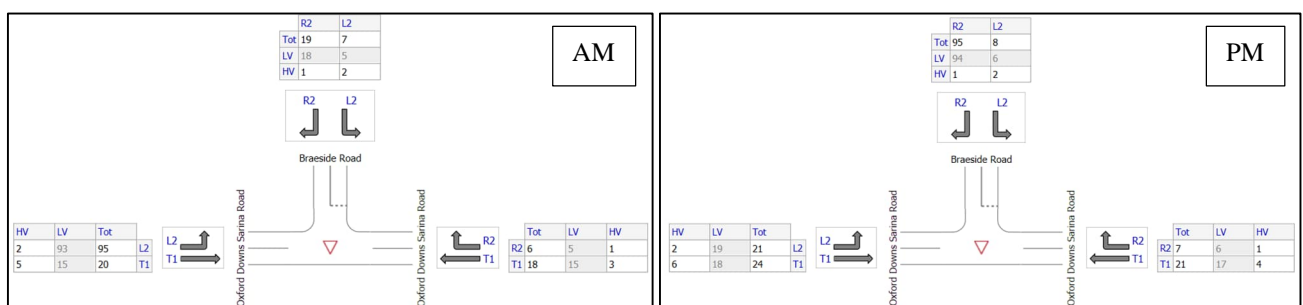 R2 L2
Tot 19 7
LV 18 5
HV 1 2
AM
R2 L2
Braeside Road
Oxford Downs Sarina Road
Oxford Downs Sarina Road
HV LV Tot
2 93 95 L2
5 15 20 T1
L2
T1
R2
T1
Tot LV HV
R2 6 5 1
T1 18 15 3
R2 L2
Tot 95 8
LV 94 6
HV 1 2
PM
R2 L2
Braeside Road
Oxford Downs Sarina Road
Oxford Downs Sarina Road
HV LV Tot
2 19 21 L2
6 18 24 T1
L2
T1
R2
T1
Tot LV HV
R2 7 6 1
T1 21 17 4